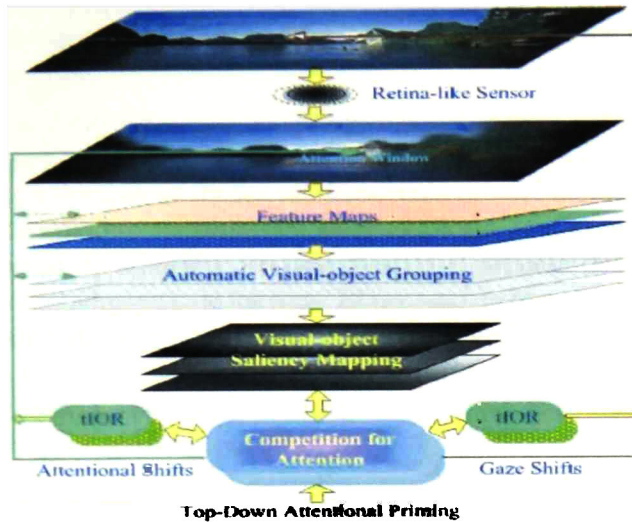 Retina-like Sensor
Attention Window
Feature Maps
Automatic Visual-object Grouping
Visual-object
Saliency Mapping
tIOR
tIOR
Competition for
Attention
Attentional Shifts
Gaze Shifts
Top-Down Attentional Priming